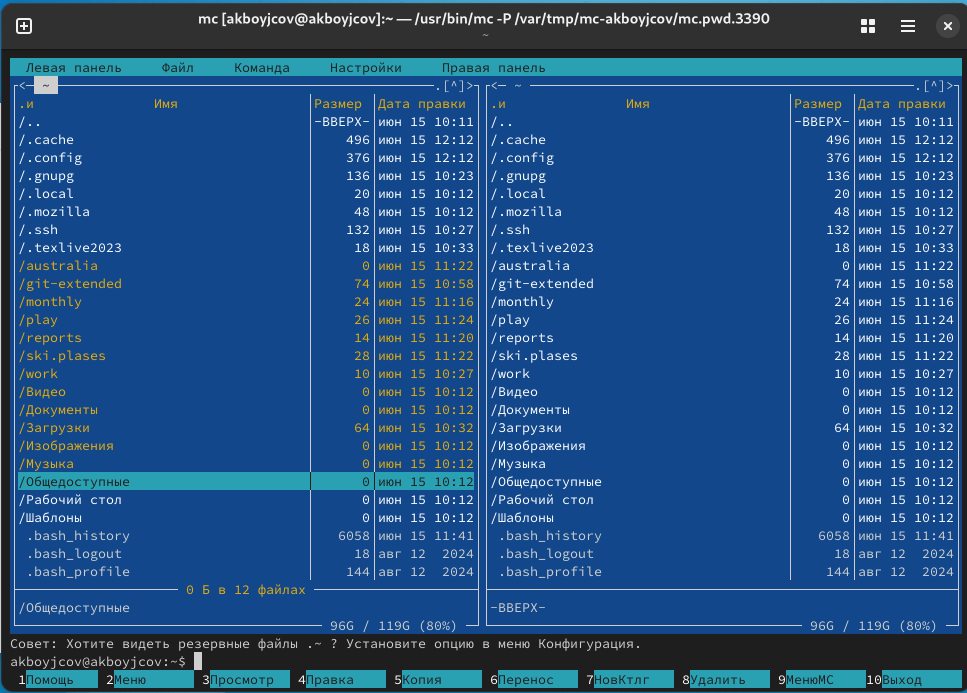 mc [akboyjcov@akboyjcov]:~ — /usr/bin/mc -P /var/tmp/mc-akboyjcov/mc.pwd.3390
~
Левая панель Файл Команда Настройки Правая панель
<— ~ .[^]> <— ~ .[^]>
.и Имя Размер Дата правки .и Имя Размер Дата правки
/.. -ВВЕРХ- июн 15 10:11 /.. -ВВЕРХ- июн 15 10:11
/.cache 496 июн 15 12:12 /.cache 496 июн 15 12:12
/.config 376 июн 15 12:12 /.config 376 июн 15 12:12
/.gnupg 136 июн 15 10:23 /.gnupg 136 июн 15 10:23
/.local 20 июн 15 10:12 /.local 20 июн 15 10:12
/.mozilla 48 июн 15 10:12 /.mozilla 48 июн 15 10:12
/.ssh 132 июн 15 10:27 /.ssh 132 июн 15 10:27
/.texlive2023 18 июн 15 10:33 /.texlive2023 18 июн 15 10:33
/australia 0 июн 15 11:22 /australia 0 июн 15 11:22
/git-extended 74 июн 15 10:58 /git-extended 74 июн 15 10:58
/monthly 24 июн 15 11:16 /monthly 24 июн 15 11:16
/play 26 июн 15 11:24 /play 26 июн 15 11:24
/reports 14 июн 15 11:20 /reports 14 июн 15 11:20
/ski.plases 28 июн 15 11:22 /ski.plases 28 июн 15 11:22
/work 10 июн 15 10:27 /work 10 июн 15 10:27
/Видео 0 июн 15 10:12 /Видео 0 июн 15 10:12
/Документы 0 июн 15 10:12 /Документы 0 июн 15 10:12
/Загрузки 64 июн 15 10:32 /Загрузки 64 июн 15 10:32
/Изображения 0 июн 15 10:12 /Изображения 0 июн 15 10:12
/Музыка 0 июн 15 10:12 /Музыка 0 июн 15 10:12
/Общедоступные 0 июн 15 10:12 /Общедоступные 0 июн 15 10:12
/Рабочий стол 0 июн 15 10:12 /Рабочий стол 0 июн 15 10:12
/Шаблоны 0 июн 15 10:12 /Шаблоны 0 июн 15 10:12
.bash_history 6058 июн 15 11:41 .bash_history 6058 июн 15 11:41
.bash_logout 18 авг 12 2024 .bash_logout 18 авг 12 2024
.bash_profile 144 авг 12 2024 .bash_profile 144 авг 12 2024
0 Б в 12 файлах
/Общедоступные -ВВЕРХ-
96G / 119G (80%) 96G / 119G (80%)
Совет: Хотите видеть резервные файлы .~ ? Установите опцию в меню Конфигурация.
akboyjcov@akboyjcov:~$
1Помощь 2Меню 3Просмотр 4Правка 5Копия 6Перенос 7НовКтлг 8Удалить 9МенюMC 10Выход